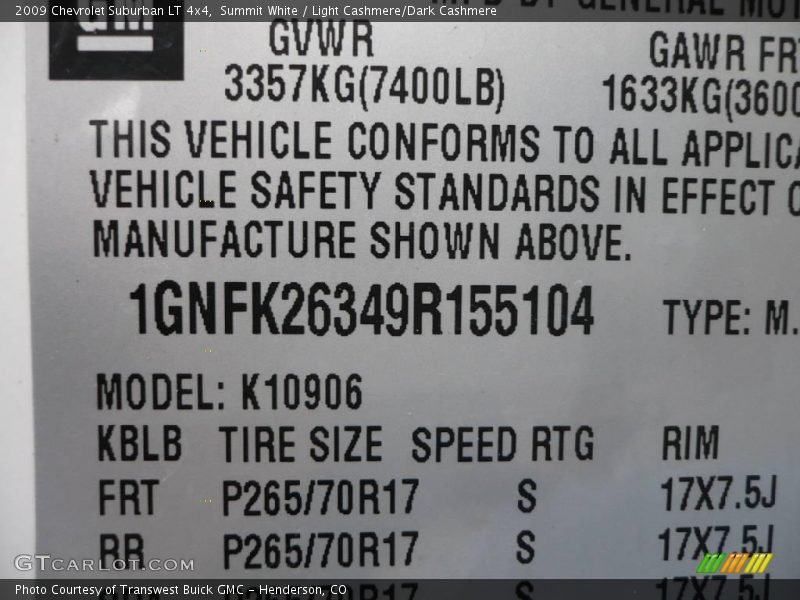 2009 Chevrolet Suburban LT 4x4,  Summit White / Light Cashmere/Dark Cashmere
GM
GVWR
GAWR FRT
3357KG(7400LB)
1633KG(3600
THIS VEHICLE CONFORMS TO ALL
VEHICLE SAFETY STANDARDS IN EFFECT
MANUFACTURE SHOWN ABOVE.
1GNFK26349R155104
TYPE: M.
MODEL: K10906
KBLB TIRE SIZE SPEED RTG RIM
FRT P265/70R17 S 17X7.5J
RR P265/70R17 S 17X7.5J
GTCARLOT.COM
Photo Courtesy of Transwest Buick GMC - Henderson, CO